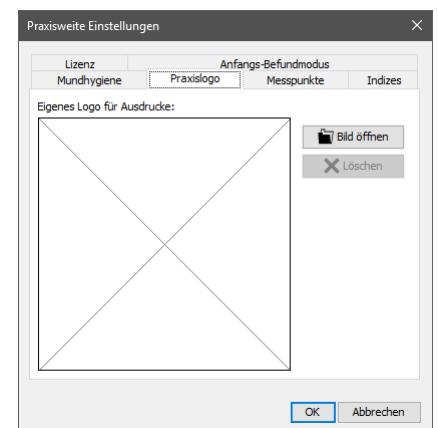 Praxisweite Einstellungen
Lizenz Anfangs-Befundmodus
Mundhygiene Praxislogo Messpunkte Indizes
Eigenes Logo für Ausdrucke:
Bild öffnen
Löschen
OK Abbrechen